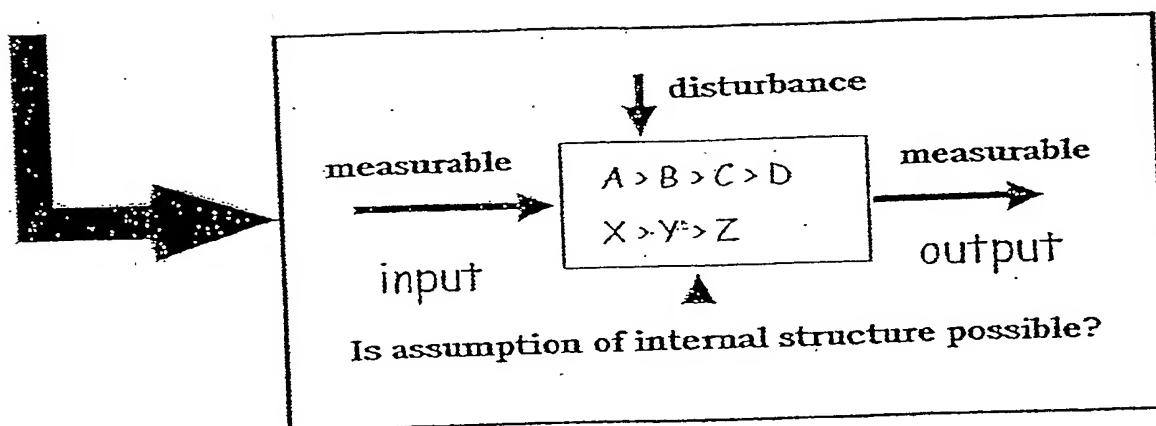 disturbance
measurable
A > B > C > D
measurable
X > Y > Z
input
output
Is assumption of internal structure possible?